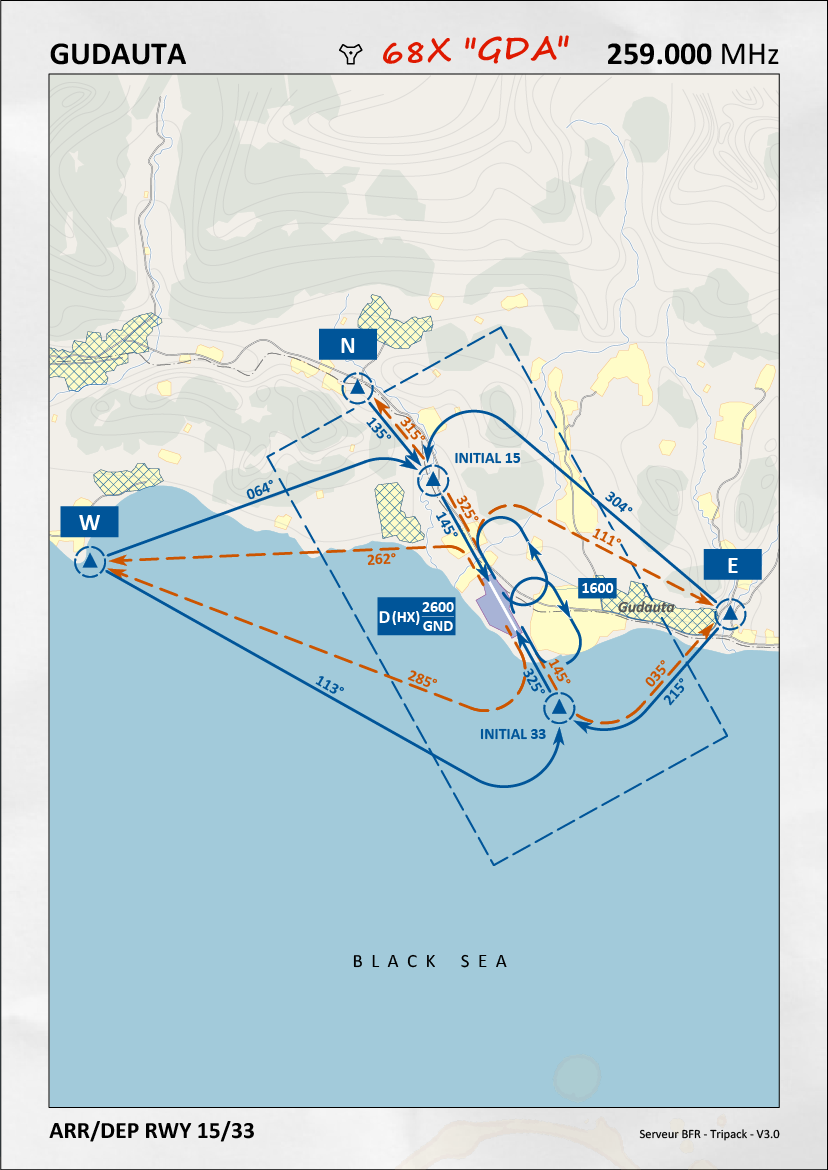 GUDAUTA
68X "GDA"
259.000 MHz
N
315°
135°
INITIAL 15
064°
W
325°
145°
304°
111°
262°
E
1600
Gudauta
D (HX) 2600
GND
145°
325°
285°
113°
035°
215°
INITIAL 33
BLACK SEA
ARR/DEP RWY 15/33
Serveur BFR - Tripack - V3.0